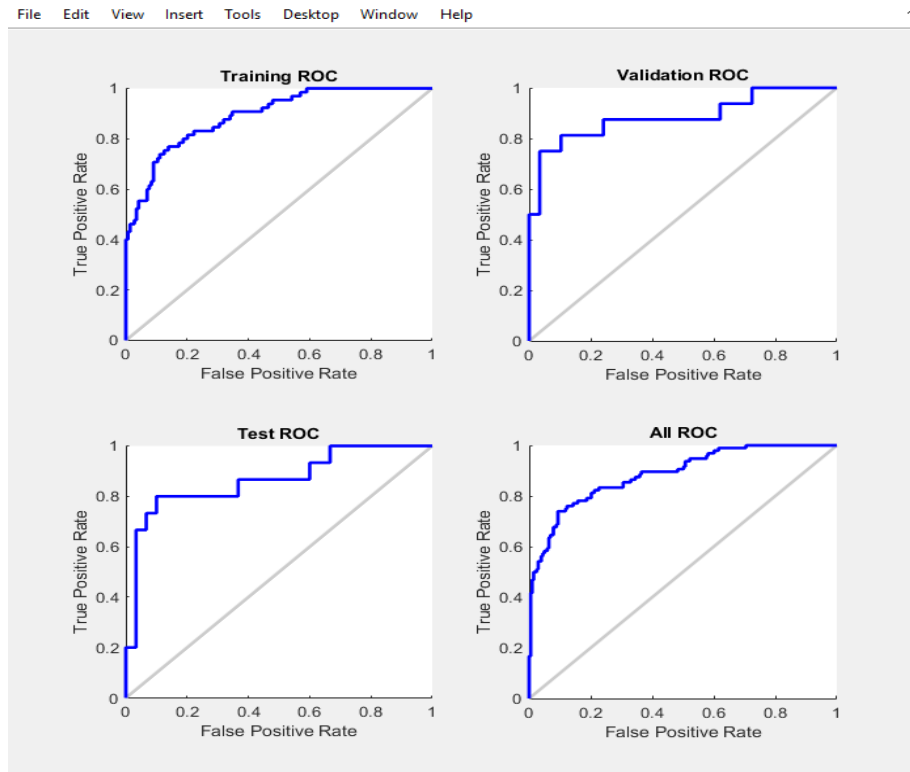 File Edit View Insert Tools Desktop Window Help
Training ROC
True Positive Rate
1
0.8
0.6
0.4
0.2
0
0 0.2 0.4 0.6 0.8 1
False Positive Rate
Validation ROC
True Positive Rate
1
0.8
0.6
0.4
0.2
0
0 0.2 0.4 0.6 0.8 1
False Positive Rate
Test ROC
True Positive Rate
1
0.8
0.6
0.4
0.2
0
0 0.2 0.4 0.6 0.8 1
False Positive Rate
All ROC
True Positive Rate
1
0.8
0.6
0.4
0.2
0
0 0.2 0.4 0.6 0.8 1
False Positive Rate